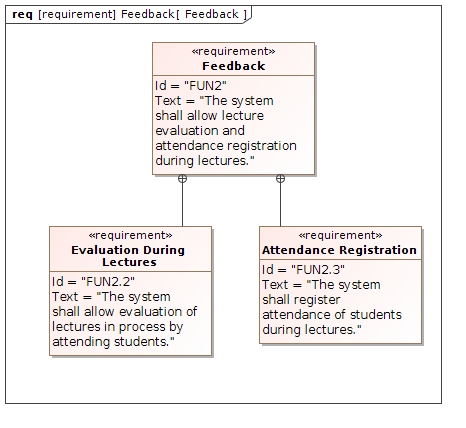 req [requirement] Feedback[ Feedback ]
«requirement»
Feedback
Id = "FUN2"
Text = "The system
shall allow lecture
evaluation and
attendance registration
during lectures."
«requirement»
Evaluation During
Lectures
Id = "FUN2.2"
Text = "The system
shall allow evaluation of
lectures in process by
attending students."
«requirement»
Attendance Registration
Id = "FUN2.3"
Text = "The system
shall register
attendance of students
during lectures."